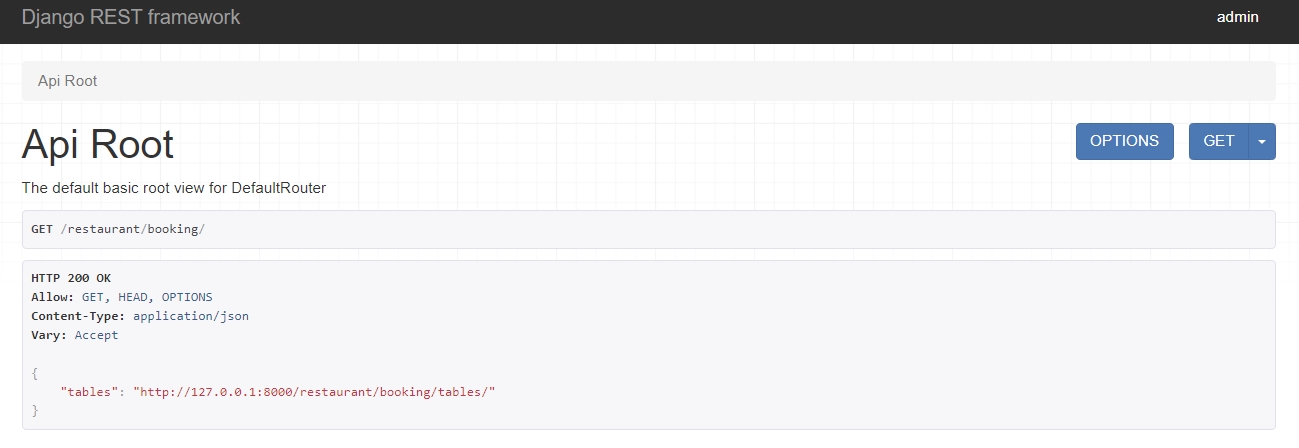 Django REST framework
admin
Api Root
Api Root
OPTIONS
GET
The default basic root view for DefaultRouter
GET /restaurant/booking/
HTTP 200 OK
Allow: GET, HEAD, OPTIONS
Content-Type: application/json
Vary: Accept
{
    "tables": "http://127.0.0.1:8000/restaurant/booking/tables/"
}